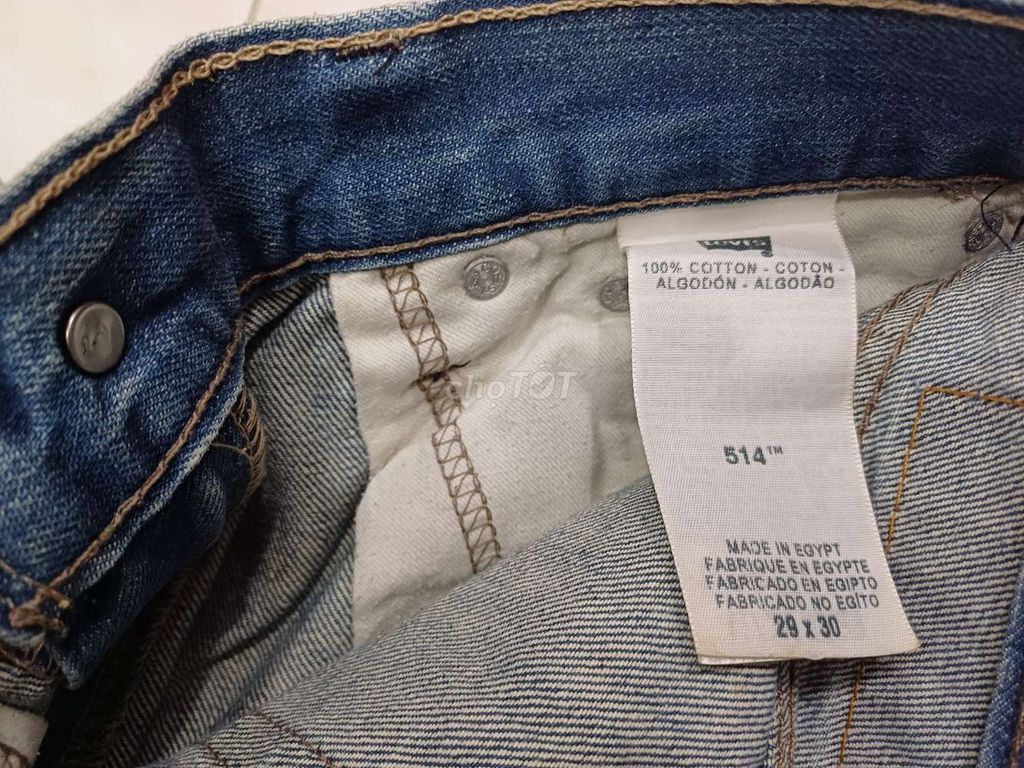 Levi's
100% COTTON - COTON -
ALGODÓN - ALGODÃO
chợTỐT
514™
MADE IN EGYPT
FABRIQUE EN EGYPTE
FABRICADO EN EGIPTO
FABRICADO NO EGÍTO
29 x 30